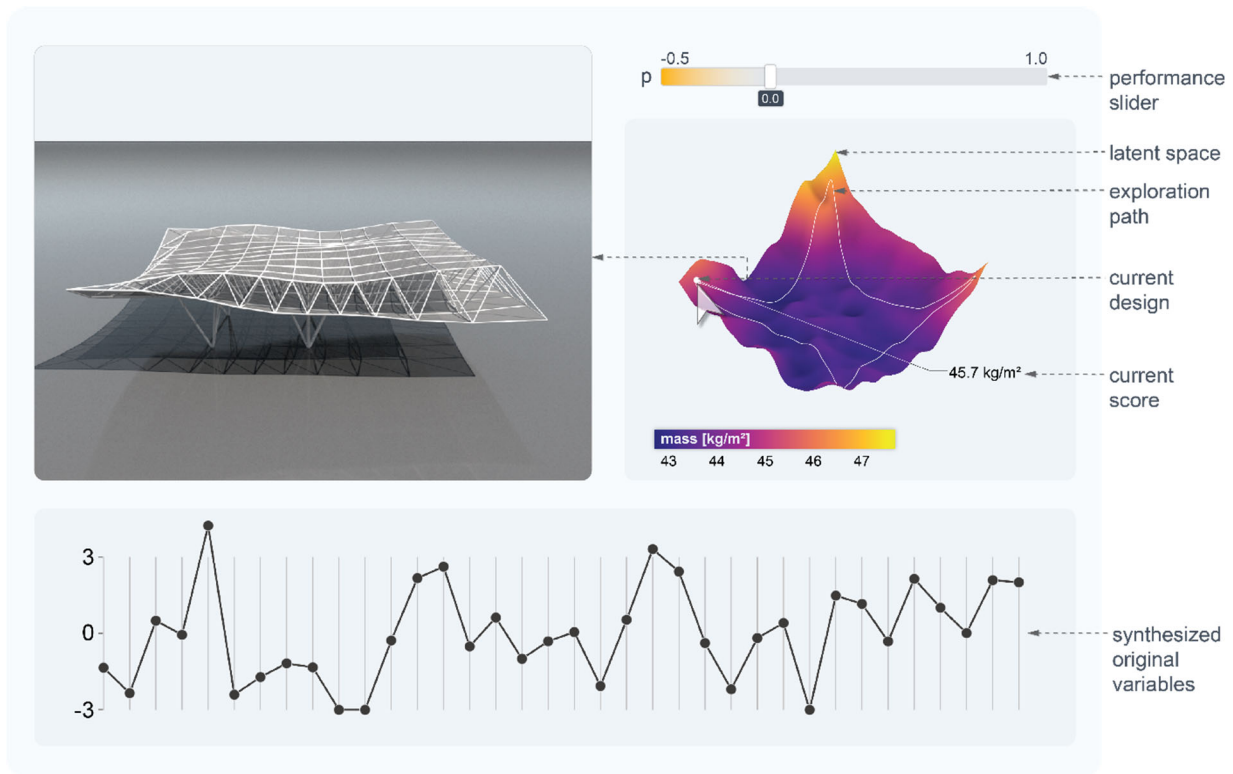 -0.5
1.0
p
0.0
performance
slider
latent space
exploration
path
current
design
45.7 kg/m²
current
score
mass [kg/m²]
43 44 45 46 47
3
0
-3
synthesized
original
variables